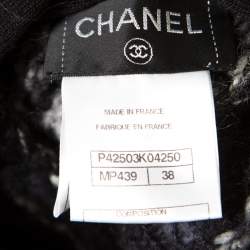 CHANEL
MADE IN FRANCE
FABRIQUÉ EN FRANCE
P42503K04250
MP439 38
COMPOSITION